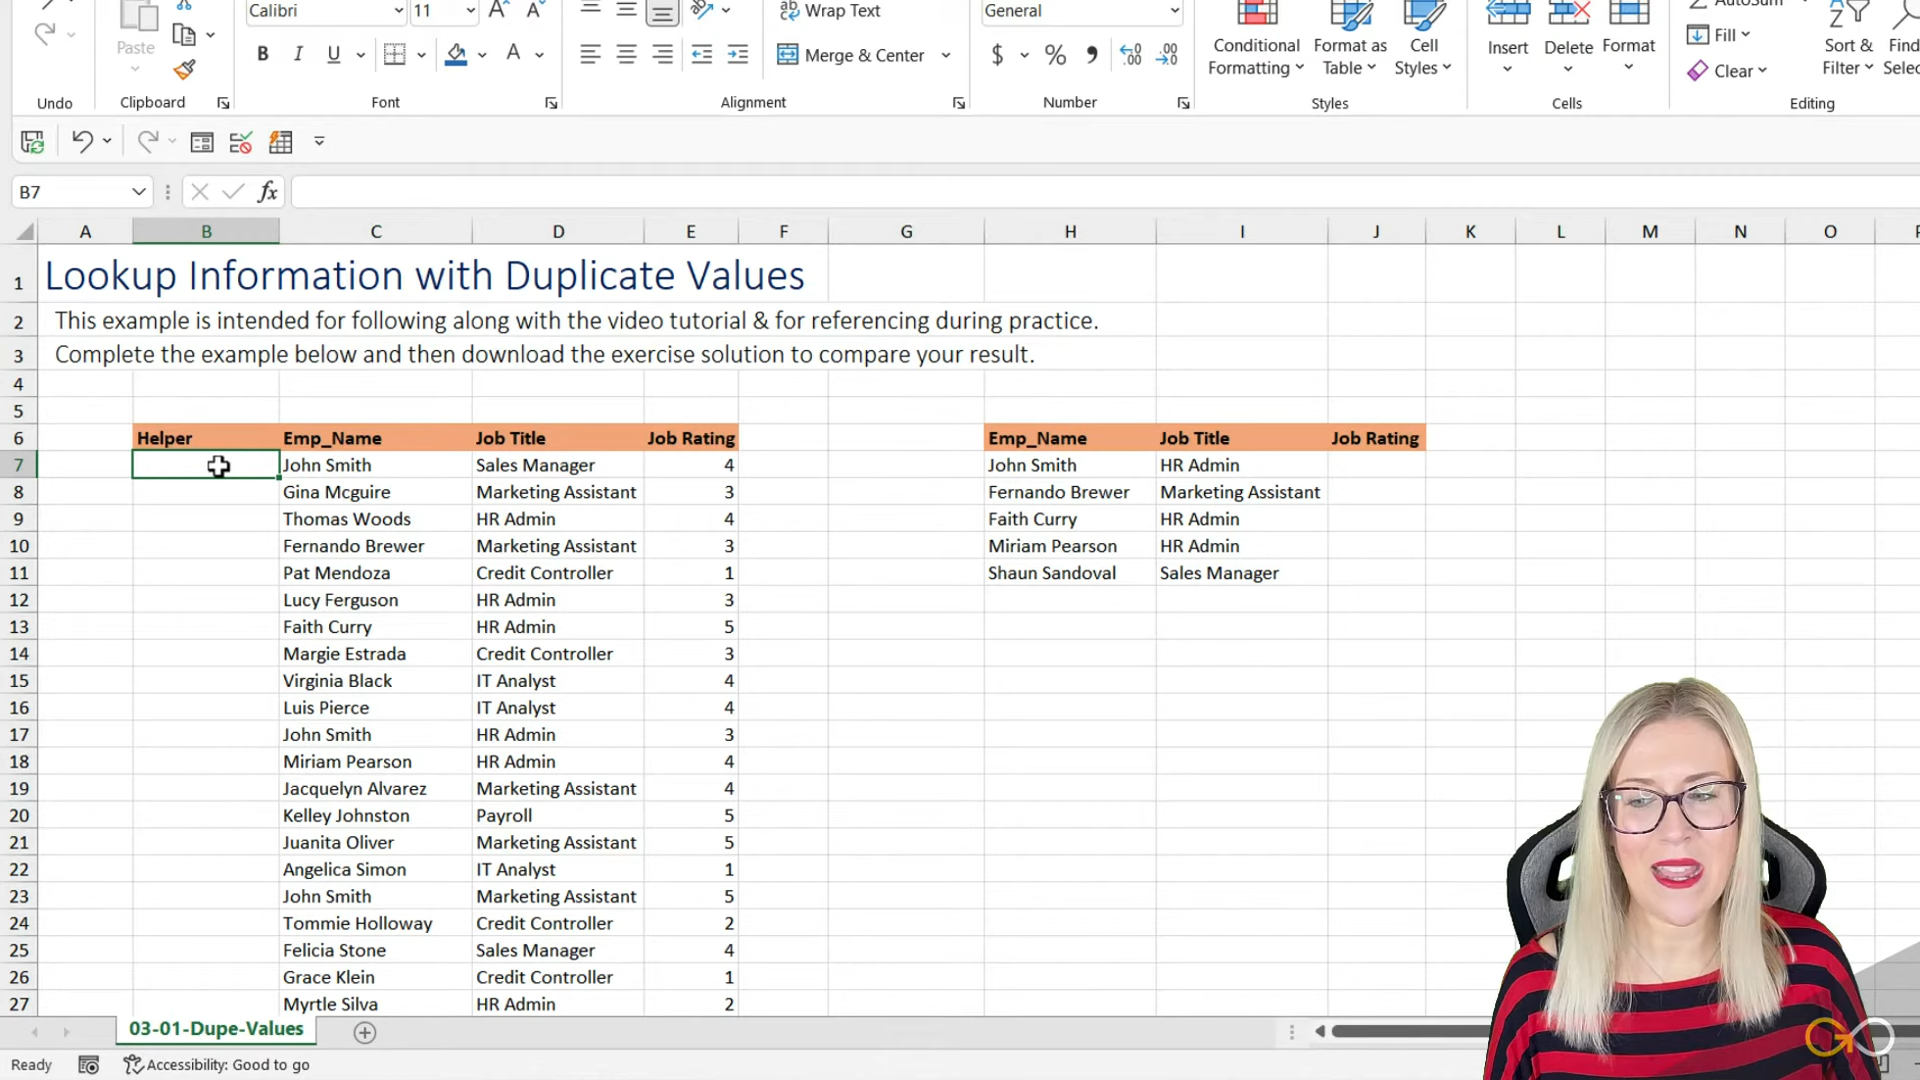 Calibri 11 Wrap Text General AutoSum
Paste B I U A Merge & Center $ % Conditional Formatting Format as Table Cell Styles Insert Delete Format Fill Clear Sort & Filter
Undo Clipboard Font Alignment Number Styles Cells Editing
B7 fx
A B C D E F G H I J K L M N O
1 Lookup Information with Duplicate Values
2 This example is intended for following along with the video tutorial & for referencing during practice.
3 Complete the example below and then download the exercise solution to compare your result.
4
5
6 Helper Emp_Name Job Title Job Rating Emp_Name Job Title Job Rating
7 John Smith Sales Manager 4 John Smith HR Admin
8 Gina Mcguire Marketing Assistant 3 Fernando Brewer Marketing Assistant
9 Thomas Woods HR Admin 4 Faith Curry HR Admin
10 Fernando Brewer Marketing Assistant 3 Miriam Pearson HR Admin
11 Pat Mendoza Credit Controller 1 Shaun Sandoval Sales Manager
12 Lucy Ferguson HR Admin 3
13 Faith Curry HR Admin 5
14 Margie Estrada Credit Controller 3
15 Virginia Black IT Analyst 4
16 Luis Pierce IT Analyst 4
17 John Smith HR Admin 3
18 Miriam Pearson HR Admin 4
19 Jacquelyn Alvarez Marketing Assistant 4
20 Kelley Johnston Payroll 5
21 Juanita Oliver Marketing Assistant 5
22 Angelica Simon IT Analyst 1
23 John Smith Marketing Assistant 5
24 Tommie Holloway Credit Controller 2
25 Felicia Stone Sales Manager 4
26 Grace Klein Credit Controller 1
27 Myrtle Silva HR Admin 2
03-01-Dupe-Values
Ready Accessibility: Good to go